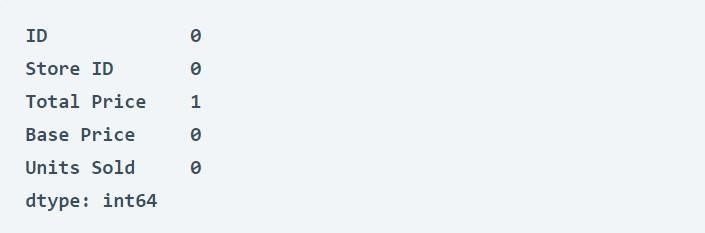 ID 0
Store ID 0
Total Price 1
Base Price 0
Units Sold 0
dtype: int64